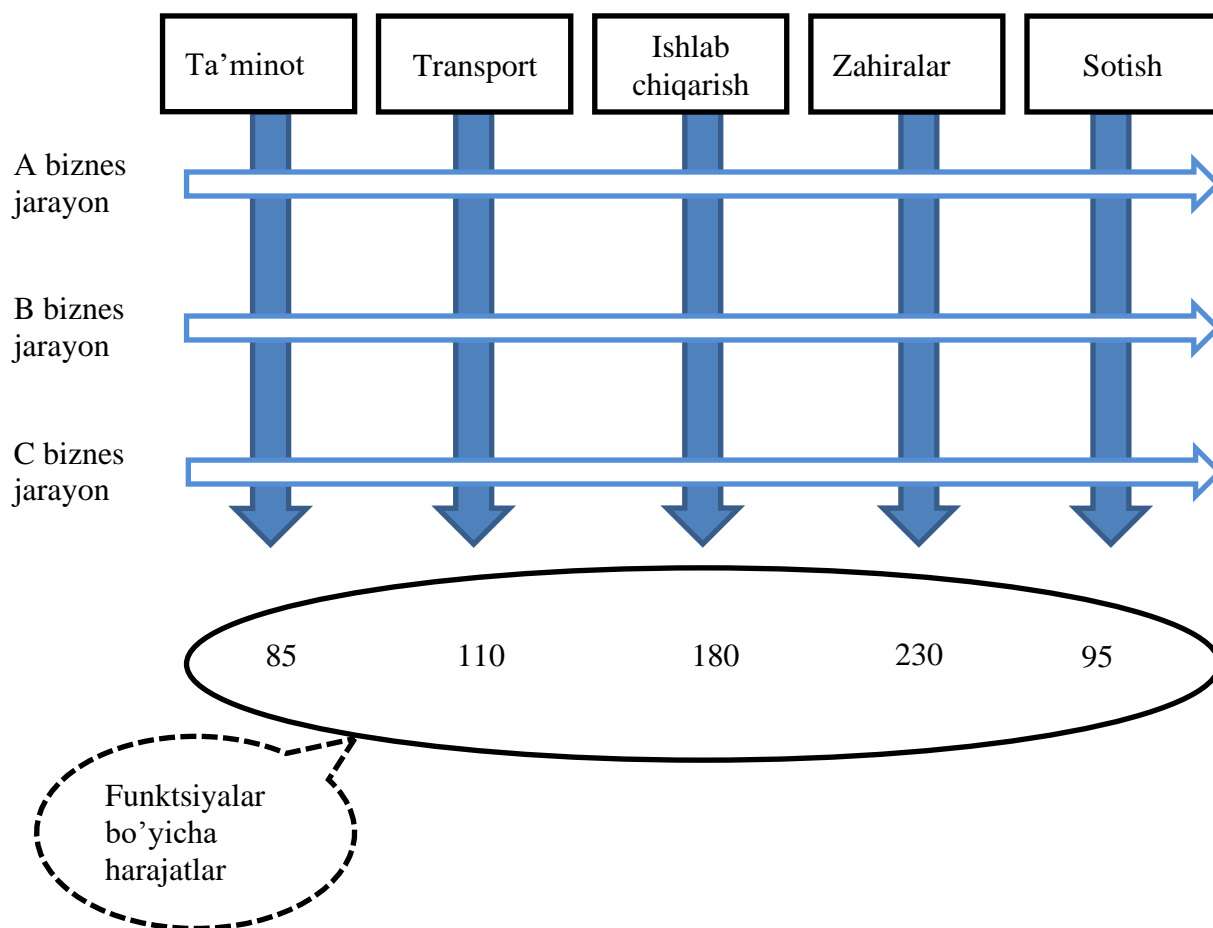 Ta’minot
Transport
Ishlab
chiqarish
Zahiralar
Sotish
A biznes
jarayon
B biznes
jarayon
C biznes
jarayon
85 110 180 230 95
Funktsiyalar
bo’yicha
harajatlar